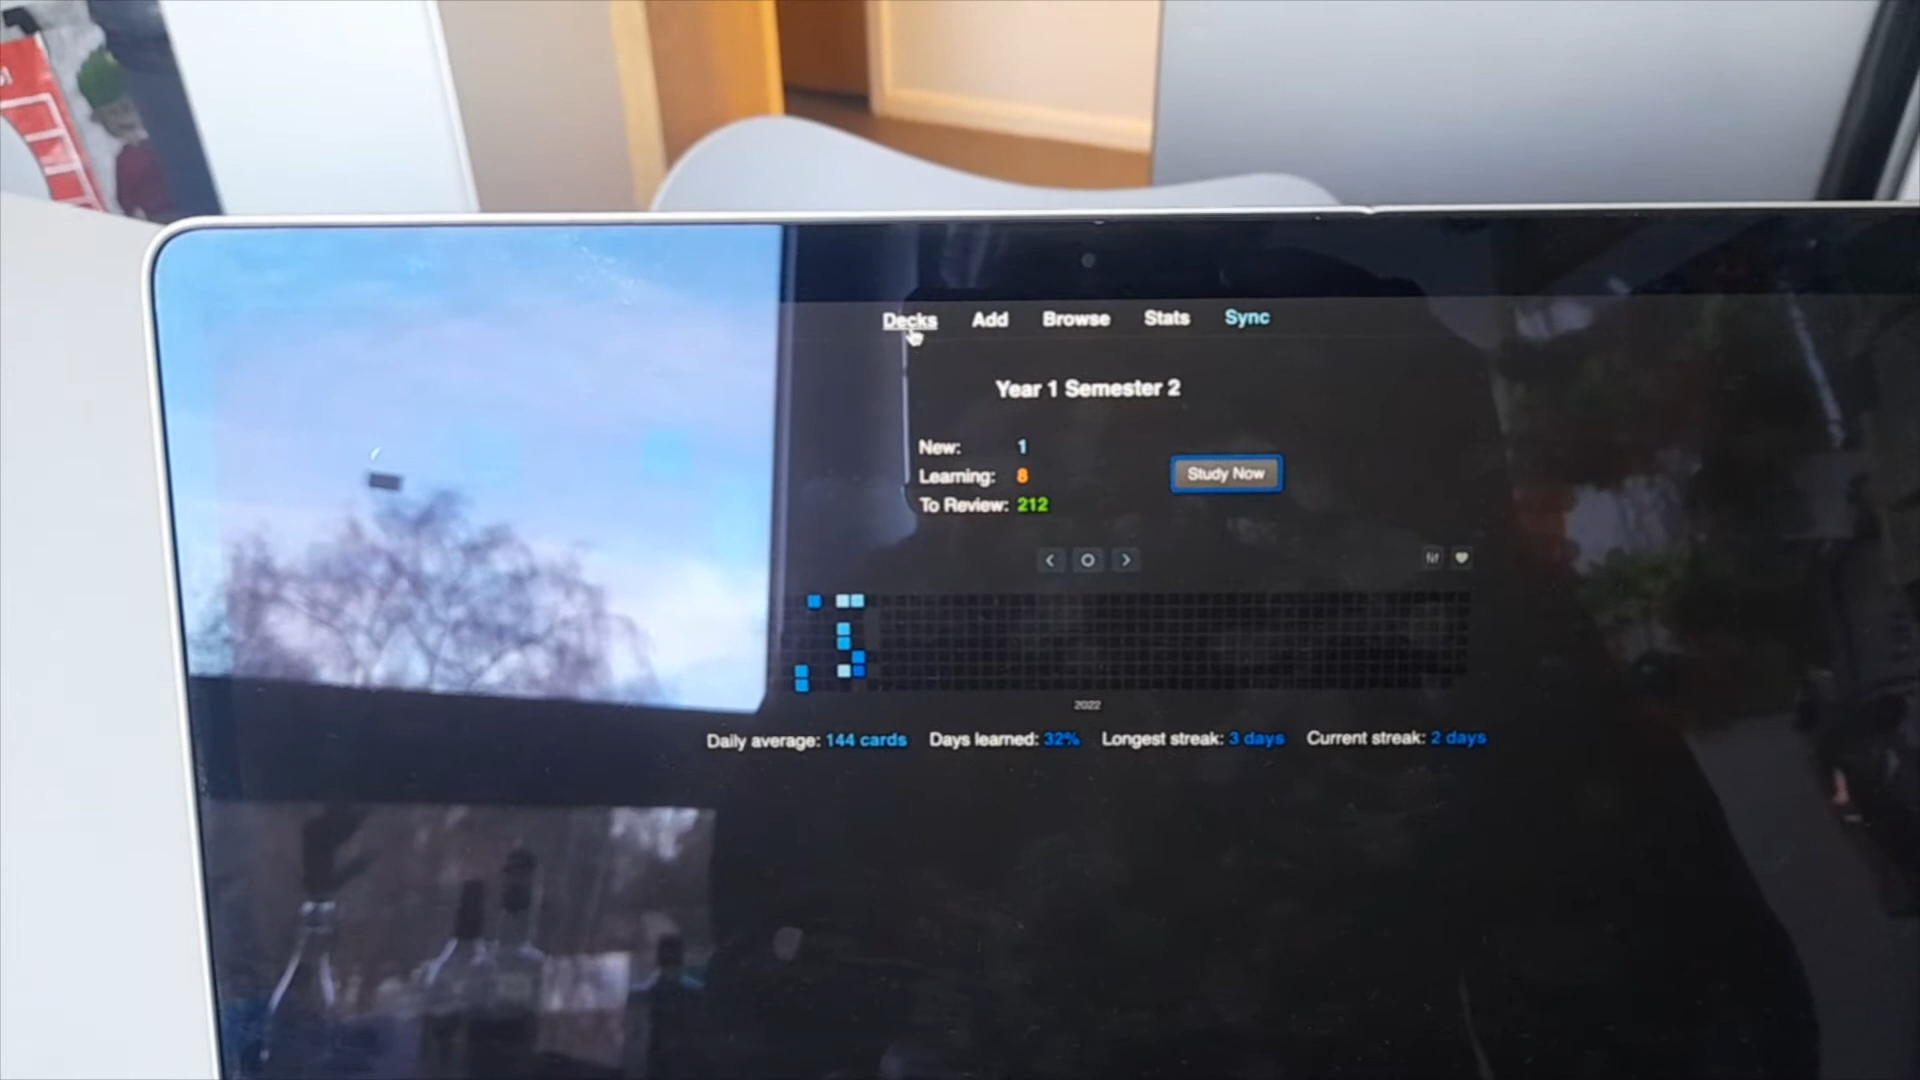 Decks Add Browse Stats Sync
Year 1 Semester 2
New: 1
Learning: 8
Study Now
To Review: 212
2022
Daily average: 144 cards Days learned: 32% Longest streak: 3 days Current streak: 2 days